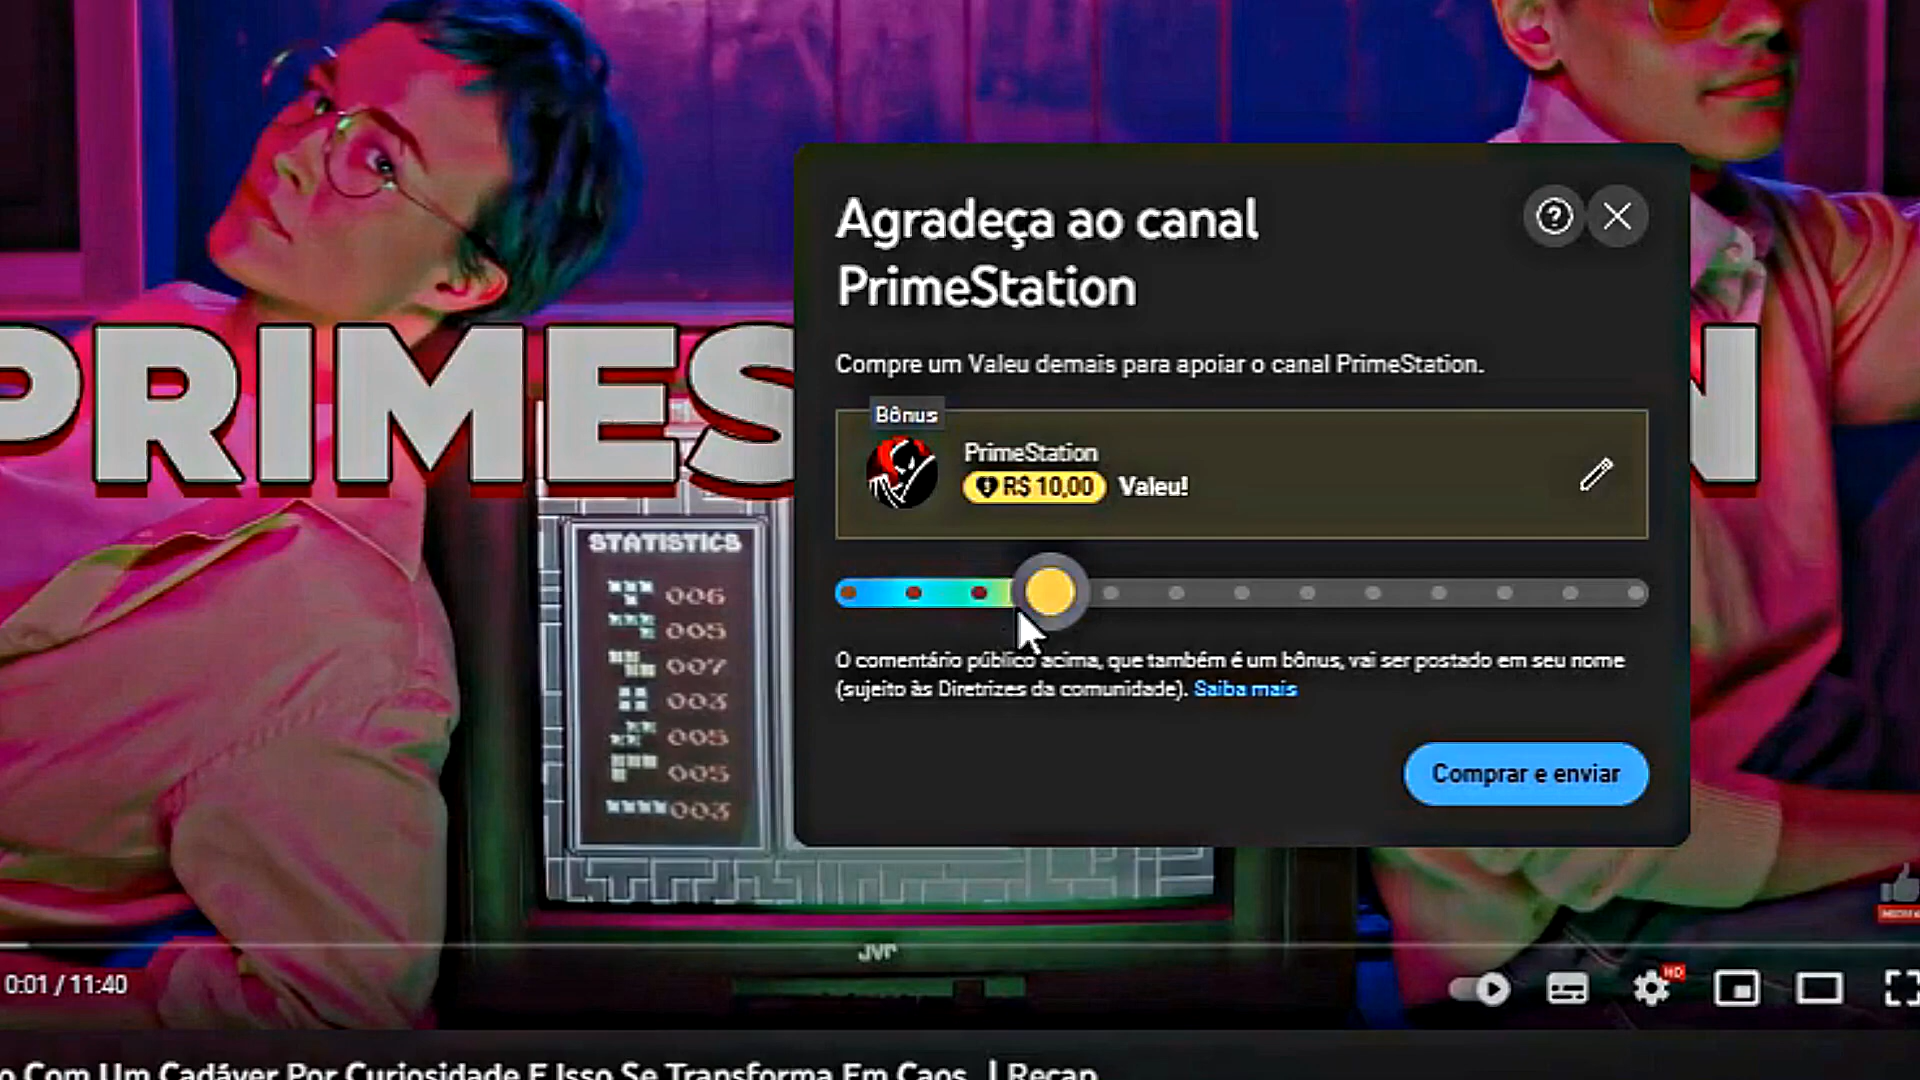 Agradeça ao canal
PrimeStation
Compre um Valeu demais para apoiar o canal PrimeStation.
Bônus
PrimeStation
R$ 10,00 Valeu!
PRIMES
N
STATISTICS
006
005
007
003
005
005
003
O comentário público acima, que também é um bônus, vai ser postado em seu nome
(sujeito às Diretrizes da comunidade). Saiba mais
Comprar e enviar
JVC
0:01 / 11:40
HD
o Com Um Cadáver Por Curiosidade E Isso Se Transforma Em Caos. | Recap